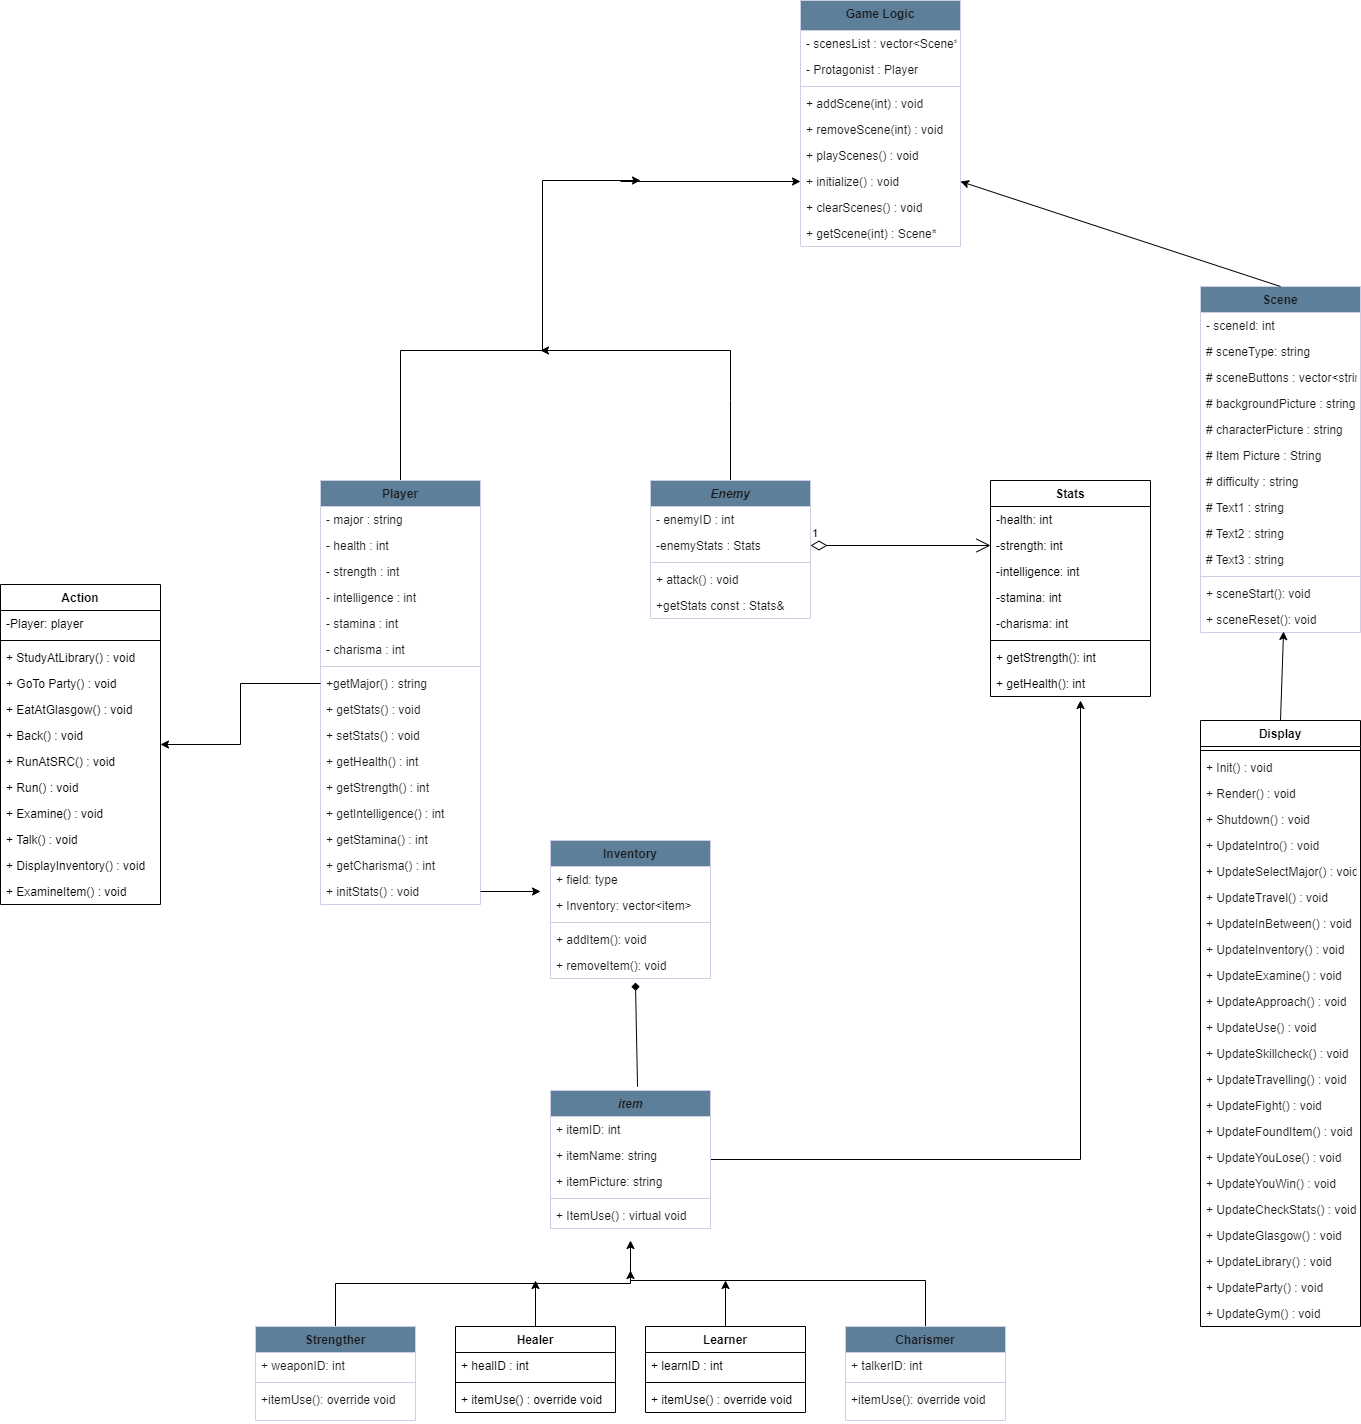 Game Logic
- scenesList : vector<Scene*
- Protagonist : Player
+ addScene(int) : void
+ removeScene(int) : void
+ playScenes() : void
+ initialize() : void
+ clearScenes() : void
+ getScene(int) : Scene*
Scene
- sceneId: int
# sceneType: string
# sceneButtons : vector<stri
# backgroundPicture : string
# characterPicture : string
# Item Picture : String
# difficulty : string
# Text1 : string
# Text2 : string
# Text3 : string
+ sceneStart(): void
+ sceneReset(): void
Player
- major : string
- health : int
- strength : int
- intelligence : int
- stamina : int
- charisma : int
+getMajor() : string
+ getStats() : void
+ setStats() : void
+ getHealth() : int
+ getStrength() : int
+ getIntelligence() : int
+ getStamina() : int
+ getCharisma() : int
+ initStats() : void
Enemy
- enemyID : int
-enemyStats : Stats
+ attack() : void
+getStats const : Stats&
1
Stats
-health: int
-strength: int
-intelligence: int
-stamina: int
-charisma: int
+ getStrength(): int
+ getHealth(): int
Action
-Player: player
+ StudyAtLibrary() : void
+ GoTo Party() : void
+ EatAtGlasgow() : void
+ Back() : void
+ RunAtSRC() : void
+ Run() : void
+ Examine() : void
+ Talk() : void
+ DisplayInventory() : void
+ ExamineItem() : void
Inventory
+ field: type
+ Inventory: vector<item>
+ addItem(): void
+ removeItem(): void
Display
+ Init() : void
+ Render() : void
+ Shutdown() : void
+ UpdateIntro() : void
+ UpdateSelectMajor() : void
+ UpdateTravel() : void
+ UpdateInBetween() : void
+ UpdateInventory() : void
+ UpdateExamine() : void
+ UpdateApproach() : void
+ UpdateUse() : void
+ UpdateSkillcheck() : void
+ UpdateTravelling() : void
+ UpdateFight() : void
+ UpdateFoundItem() : void
+ UpdateYouLose() : void
+ UpdateYouWin() : void
+ UpdateCheckStats() : void
+ UpdateGlasgow() : void
+ UpdateLibrary() : void
+ UpdateParty() : void
+ UpdateGym() : void
item
+ itemID: int
+ itemName: string
+ itemPicture: string
+ ItemUse() : virtual void
Strengther
+ weaponID: int
+itemUse(): override void
Healer
+ healID : int
+ itemUse() : override void
Learner
+ learnID : int
+ itemUse() : override void
Charismer
+ talkerID: int
+itemUse(): override void